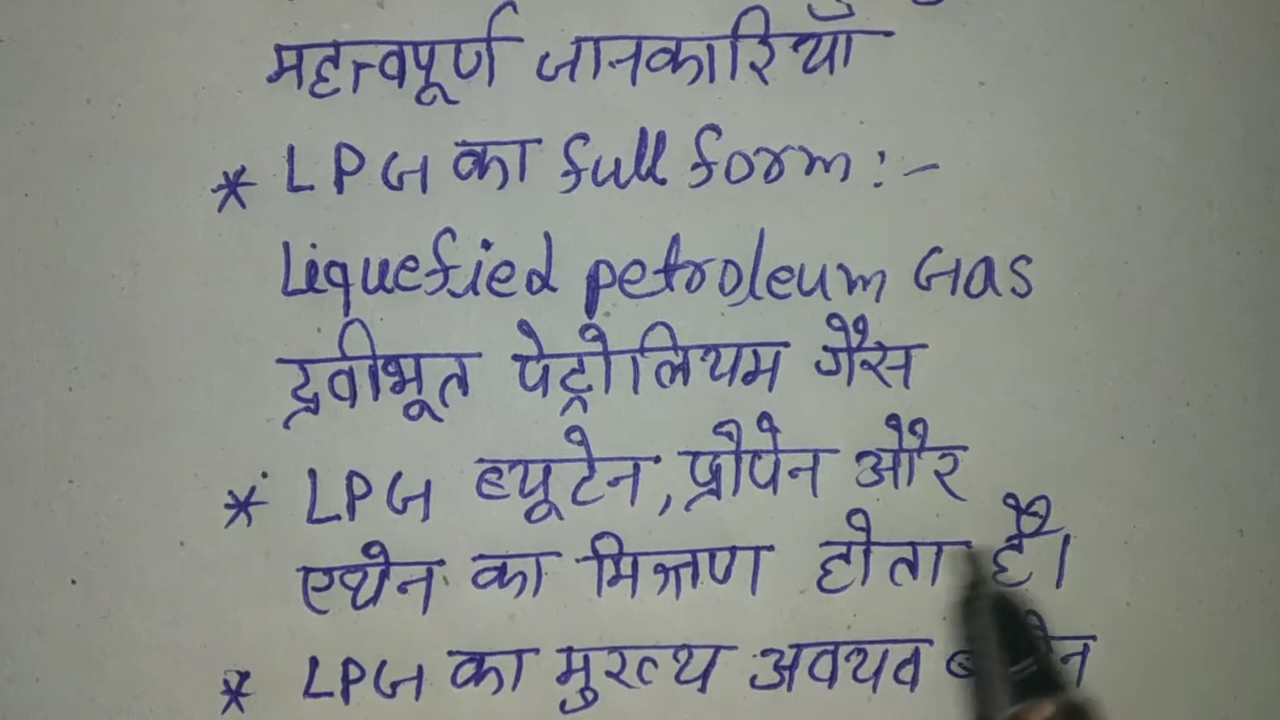 महत्वपूर्ण जानकारियाँ
* LPG का full form :-
Liquefied petroleum Gas
द्रवीभूत पेट्रोलियम गैस
* LPG ब्यूटेन, प्रौपेन और
एथेन का मिश्रण होता है।
* LPG का मुख्य अवयव